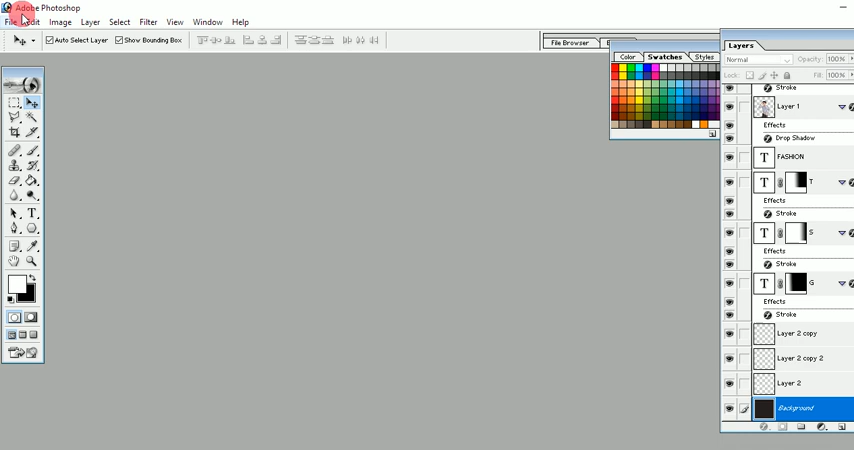 Adobe Photoshop
File Edit Image Layer Select Filter View Window Help
Auto Select Layer Show Bounding Box
File Browser
Color Swatches Styles
Layers
Normal Opacity: 100%
Lock: Fill: 100%
Stroke
Layer 1
Effects
Drop Shadow
T FASHION
T T
Effects
Stroke
T S
Effects
Stroke
T G
Effects
Stroke
Layer 2 copy
Layer 2 copy 2
Layer 2
Background